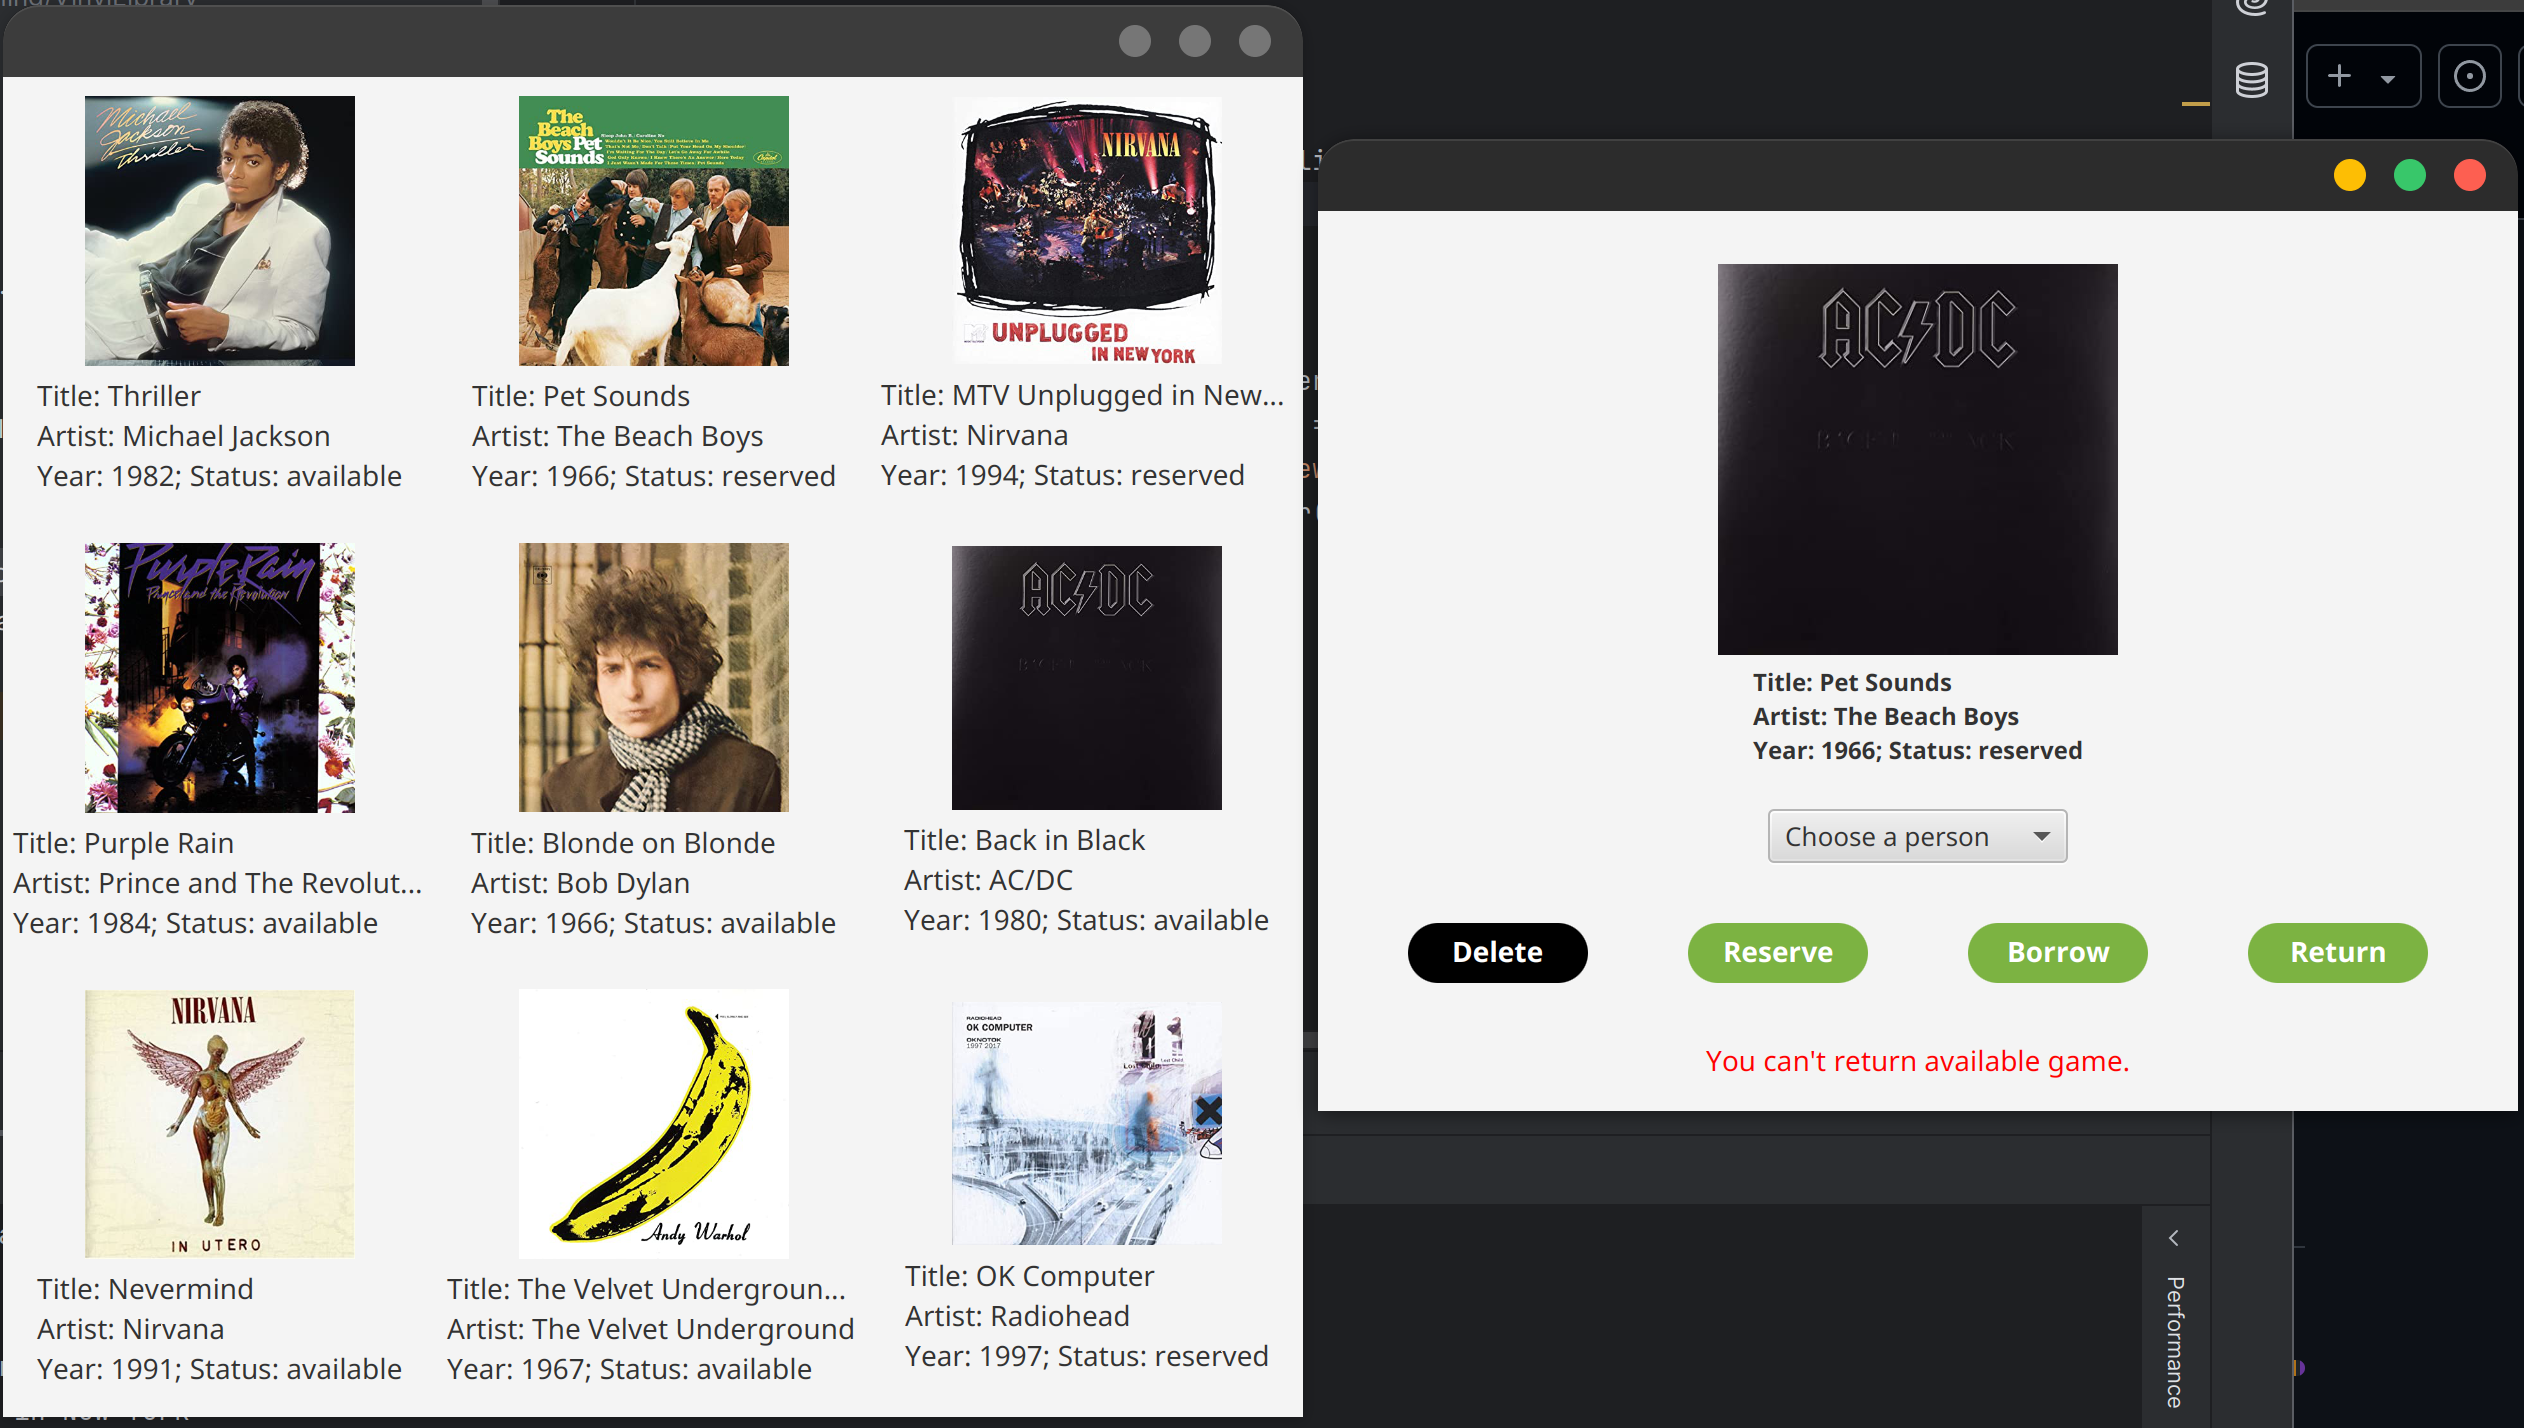 Michael
Jackson
Thriller
Title: Thriller
Artist: Michael Jackson
Year: 1982; Status: available
The
Beach
Boys Pet
Sounds
Title: Pet Sounds
Artist: The Beach Boys
Year: 1966; Status: reserved
NIRVANA
UNPLUGGED
IN NEW YORK
Title: MTV Unplugged in New...
Artist: Nirvana
Year: 1994; Status: reserved
Purple Rain
Prince and the Revolution
Title: Purple Rain
Artist: Prince and The Revolut...
Year: 1984; Status: available
Title: Blonde on Blonde
Artist: Bob Dylan
Year: 1966; Status: available
AC/DC
Title: Back in Black
Artist: AC/DC
Year: 1980; Status: available
NIRVANA
IN UTERO
Title: Nevermind
Artist: Nirvana
Year: 1991; Status: available
Andy Warhol
Title: The Velvet Undergroun...
Artist: The Velvet Underground
Year: 1967; Status: available
RADIOHEAD
OK COMPUTER
OKNOTOK
1997 2017
Title: OK Computer
Artist: Radiohead
Year: 1997; Status: reserved
AC/DC
Title: Pet Sounds
Artist: The Beach Boys
Year: 1966; Status: reserved
Choose a person
Delete
Reserve
Borrow
Return
You can't return available game.
Performance